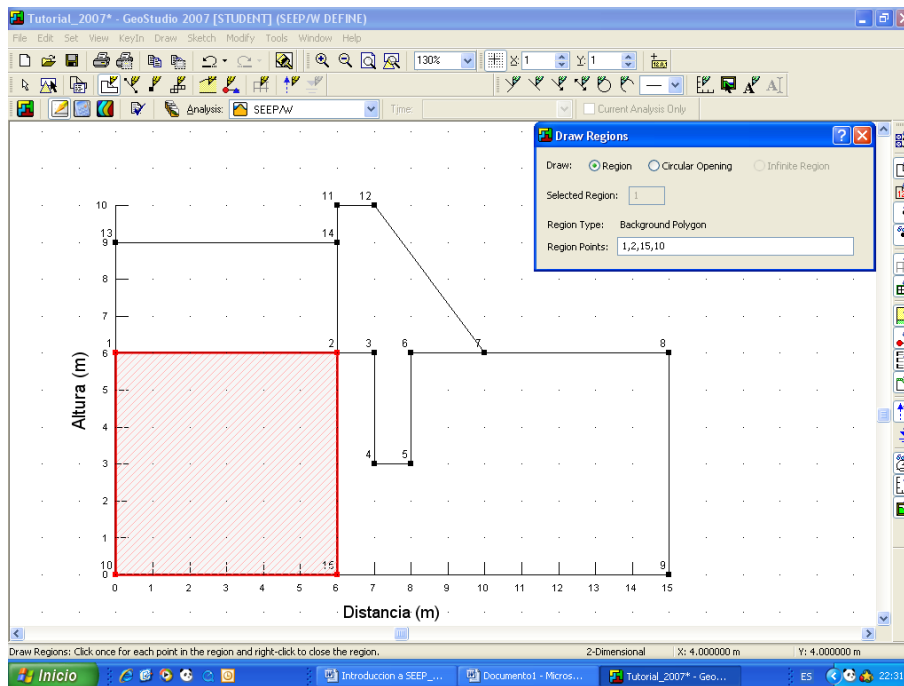 Tutorial_2007* - GeoStudio 2007 [STUDENT] (SEEP/W DEFINE)
File Edit Set View KeyIn Draw Sketch Modify Tools Window Help
130% X: 1 Y: 1
Analysis: SEEP/W Time: Current Analysis Only
Draw Regions
Draw: Region Circular Opening Infinite Region
Selected Region: 1
Region Type: Background Polygon
Region Points: 1,2,15,10
11 12
10
13 14
9
8
7
1 2 3 6 7 8
6
5
4
4 5
3
2
1
10 15 9
0
0 1 2 3 4 5 6 7 8 9 10 11 12 13 14 15
Altura (m)
Distancia (m)
Draw Regions: Click once for each point in the region and right-click to close the region. 2-Dimensional X: 4.000000 m Y: 4.000000 m
Inicio Introduccion a SEEP_... Documento1 - Micros... Tutorial_2007* - Geo... ES 22:31